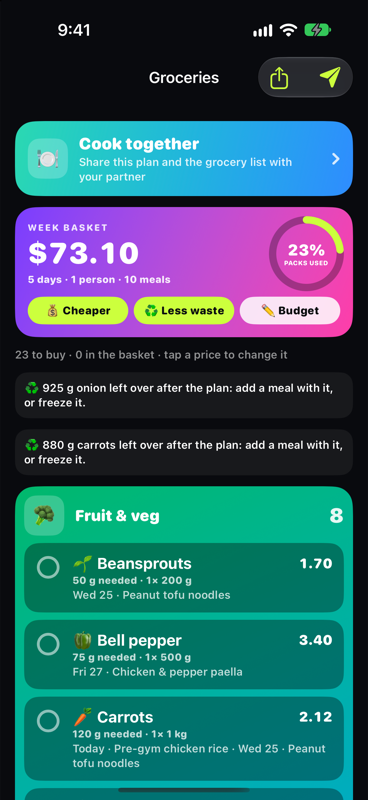 9:41
Groceries
Cook together
Share this plan and the grocery list with
your partner
WEEK BASKET
$73.10
5 days · 1 person · 10 meals
23%
PACKS USED
Cheaper
Less waste
Budget
23 to buy · 0 in the basket · tap a price to change it
925 g onion left over after the plan: add a meal with it,
or freeze it.
880 g carrots left over after the plan: add a meal with it,
or freeze it.
Fruit & veg 8
Beansprouts 1.70
50 g needed · 1× 200 g
Wed 25 · Peanut tofu noodles
Bell pepper 3.40
75 g needed · 1× 500 g
Fri 27 · Chicken & pepper paella
Carrots 2.12
120 g needed · 1× 1 kg
Today · Pre-gym chicken rice · Wed 25 · Peanut
tofu noodles